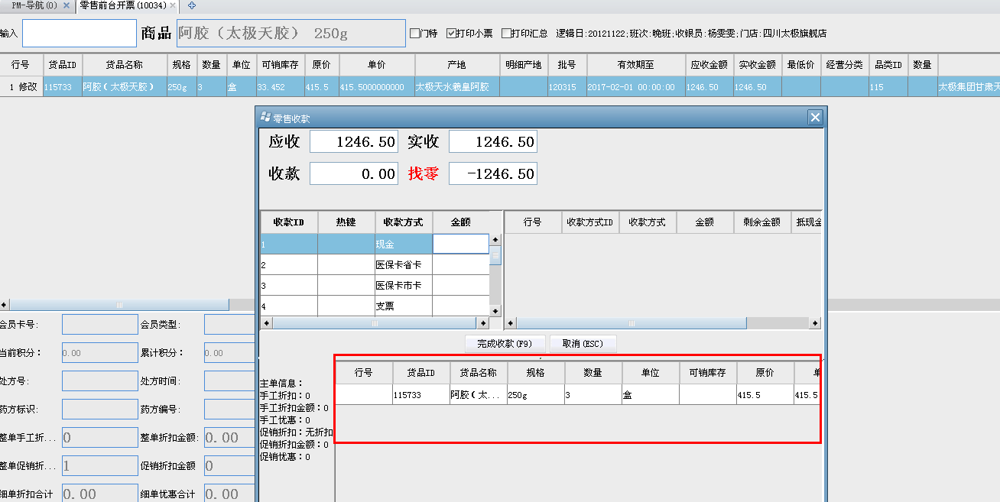 PM-导航(0) × 零售前台开票(10034) ×
输入 商品 阿胶（太极天胶） 250g 门特 打印小票 打印汇总 逻辑日:20121122;班次:晚班;收银员:杨雯雯;门店:四川太极旗舰店
行号 货品ID 货品名称 规格 数量 单位 可销库存 原价 单价 产地 明细产地 批号 有效期至 应收金额 实收金额 最低价 经营分类 品类ID 数量
1 修改 115733 阿胶（太极天胶） 250g 3 盒 33.452 415.5 415.5000000000 太极天水羲皇阿胶 120315 2017-02-01 00:00:00 1246.50 1246.50 115 太极集团甘肃天
零售收款
应收 1246.50 实收 1246.50
收款 0.00 找零 -1246.50
收款ID 热键 收款方式 金额
1 现金
2 医保卡省卡
3 医保卡市卡
4 支票
行号 收款方式ID 收款方式 金额 剩余金额 抵现金
完成收款(F9) 取消(ESC)
主单信息：
手工折扣：0
手工折扣金额：0
手工优惠：0
促销折扣：无折扣
促销折扣金额：0
促销优惠：0
行号 货品ID 货品名称 规格 数量 单位 可销库存 原价 单
115733 阿胶（太... 250g 3 盒 415.5 415.5
会员卡号: 会员类型:
当前积分： 0.00 累计积分： 0.00
处方号: 处方时间:
药方标识: 药方编号:
整单手工折... 0 整单折扣金额: 0.00
整单促销折... 1 促销折扣金额 0
细单折扣合计 0.00 细单优惠合计 0.00